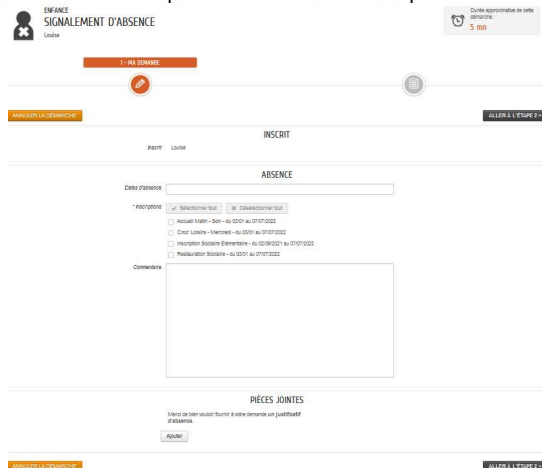 ENFANCE
SIGNALEMENT D'ABSENCE
Louise
Durée approximative de cette
démarche :
5 mn
1 - MA DEMANDE
ANNULER LA DÉMARCHE
ALLER À L'ÉTAPE 2 >
INSCRIT
Inscrit Louise
ABSENCE
Dates d'absence
* Inscriptions Sélectionner tout Désélectionner tout
Accueil Matin - Soir - du 03/01 au 07/07/2022
Croc' Loisirs - Mercredi - du 03/01 au 07/07/2022
Inscription Scolaire Elémentaire - du 02/09/2021 au 07/07/2022
Restauration Scolaire - du 03/01 au 07/07/2022
Commentaire
PIÈCES JOINTES
Merci de bien vouloir fournir à votre demande un justificatif
d'absence.
Ajouter
ANNULER LA DÉMARCHE
ALLER À L'ÉTAPE 2 >